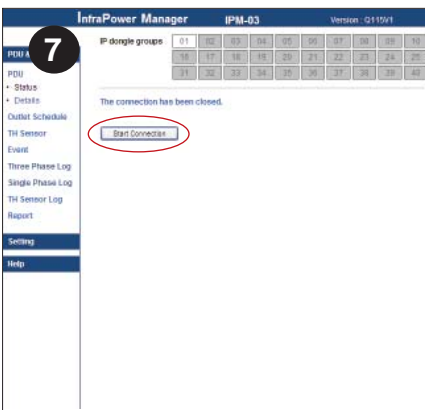 InfraPower Manager IPM-03 Version : Q115V1
7
IP dongle groups 01 02 03 04 05 06 07 08 09 10
16 17 18 19 20 21 22 23 24 25
31 32 33 34 35 36 37 38 39 40
PDU
PDU
• Status
• Details
The connection has been closed.
Outlet Schedule
TH Sensor
Start Connection
Event
Three Phase Log
Single Phase Log
TH Sensor Log
Report
Setting
Help